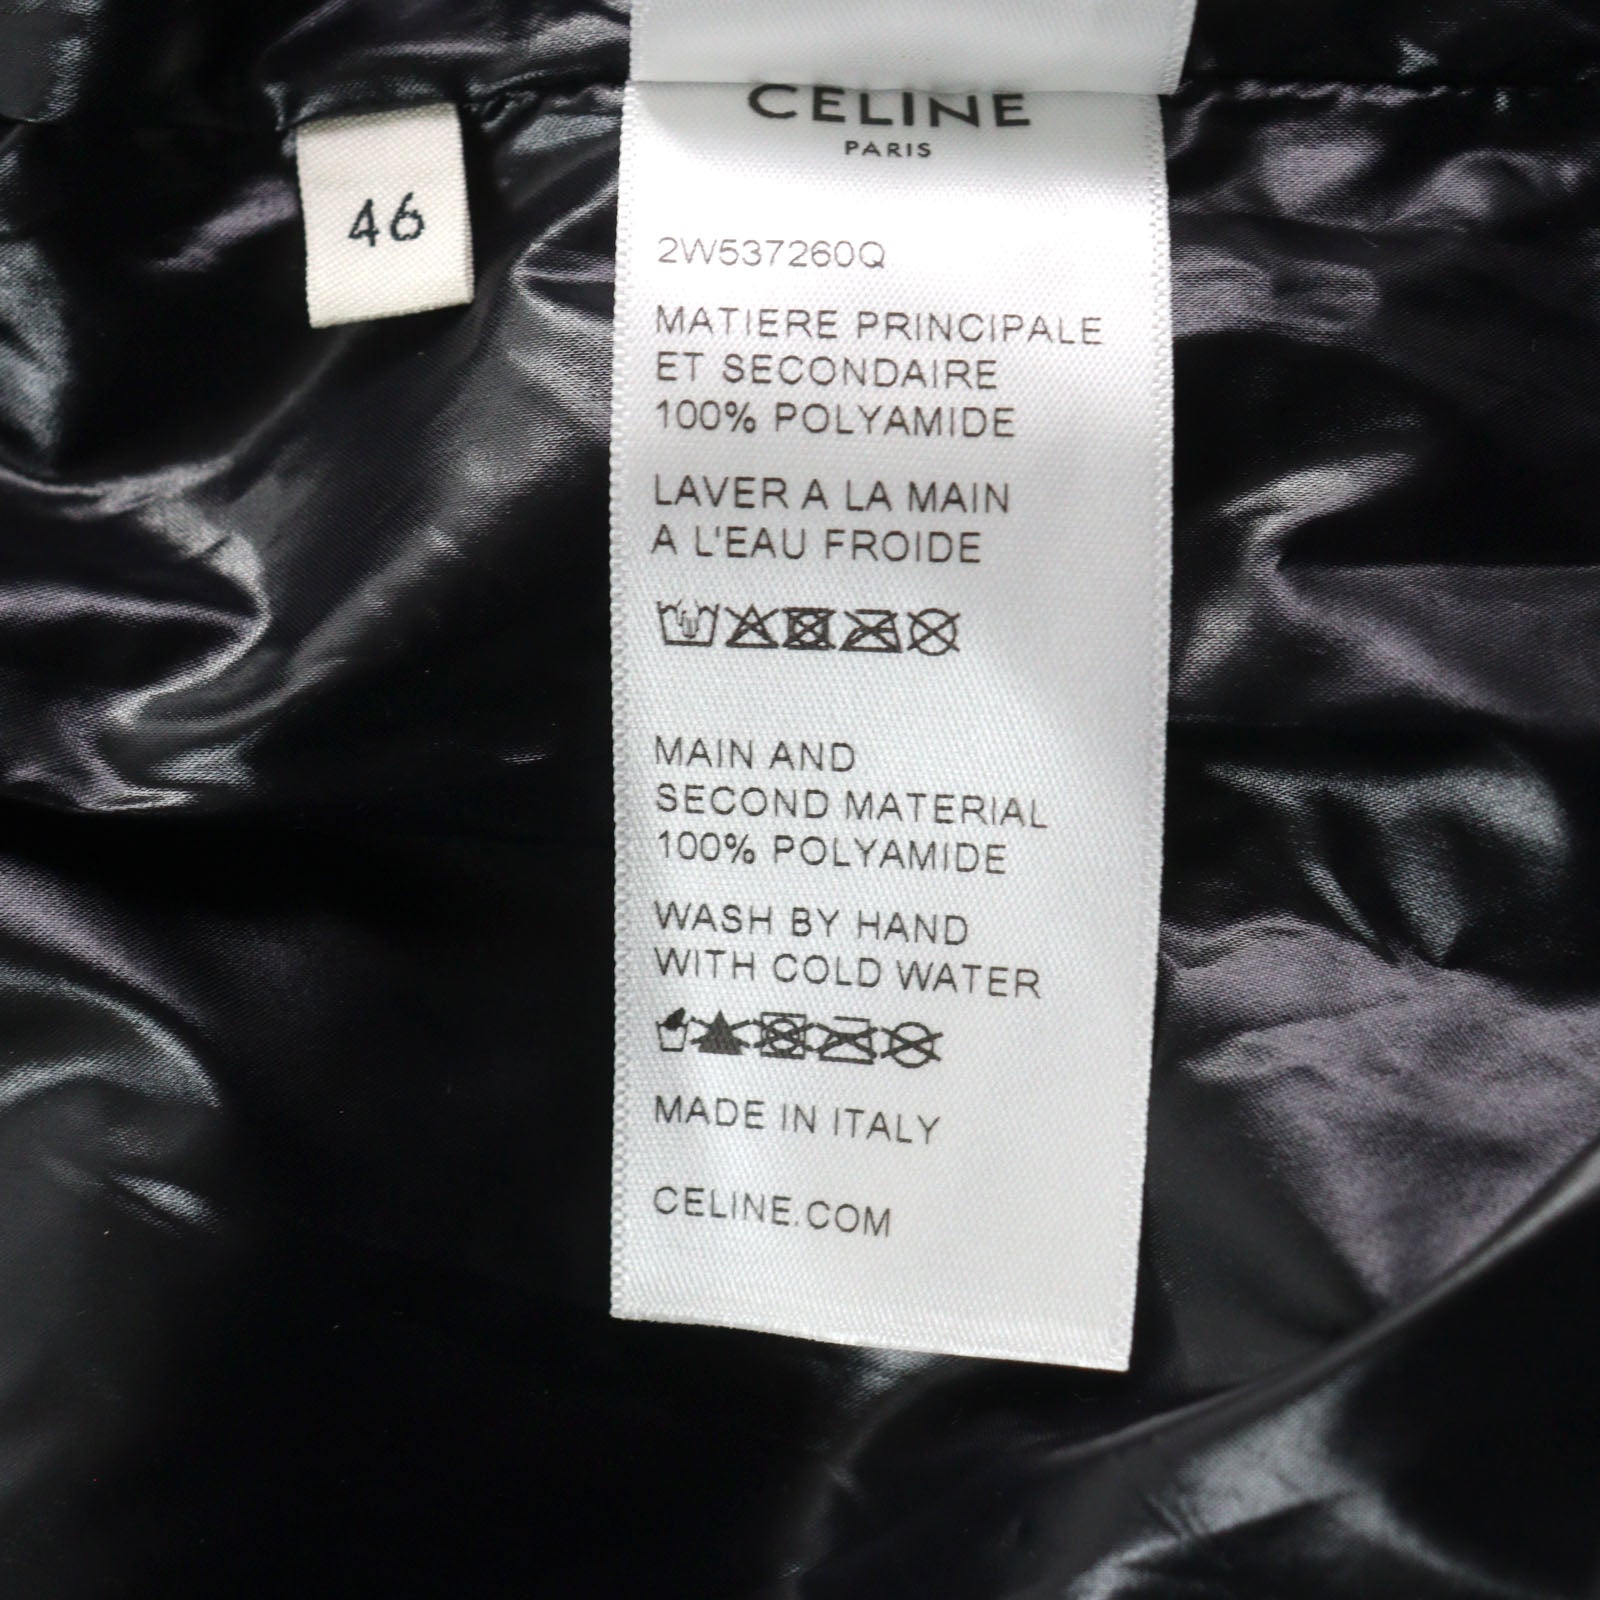 CELINE
PARIS
46
2W537260Q
MATIERE PRINCIPALE
ET SECONDAIRE
100% POLYAMIDE
LAVER A LA MAIN
A L'EAU FROIDE
MAIN AND
SECOND MATERIAL
100% POLYAMIDE
WASH BY HAND
WITH COLD WATER
MADE IN ITALY
CELINE.COM